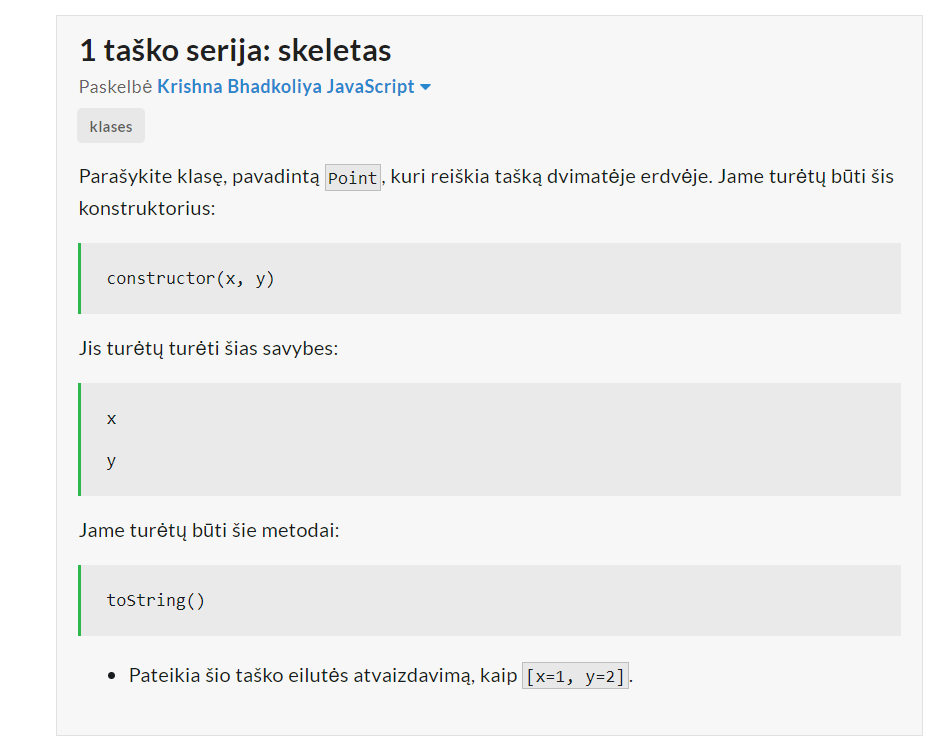 1 taško serija: skeletas
Paskelbė Krishna Bhadkoliya JavaScript
klases
Parašykite klasę, pavadintą Point, kuri reiškia tašką dvimatėje erdvėje. Jame turėtų būti šis
konstruktorius:
constructor(x, y)
Jis turėtų turėti šias savybes:
x
y
Jame turėtų būti šie metodai:
toString()
• Pateikia šio taško eilutės atvaizdavimą, kaip [x=1, y=2].